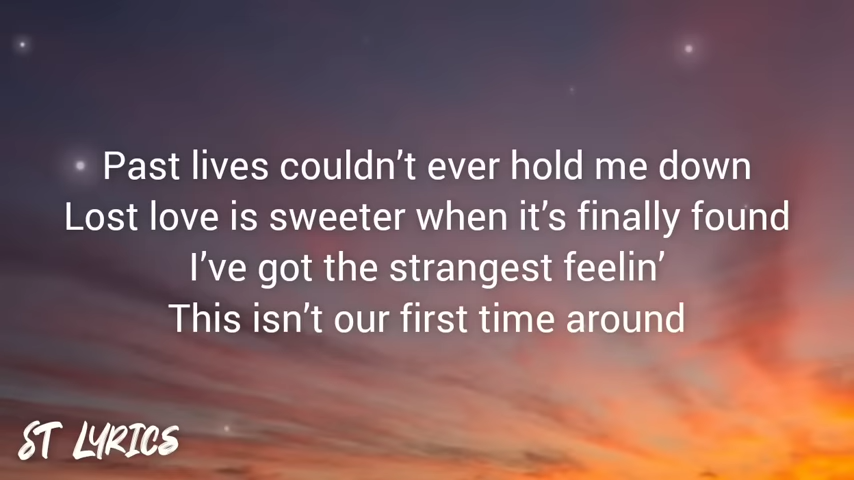 Past lives couldn’t ever hold me down
Lost love is sweeter when it’s finally found
I’ve got the strangest feelin’
This isn’t our first time around
ST LYRICS